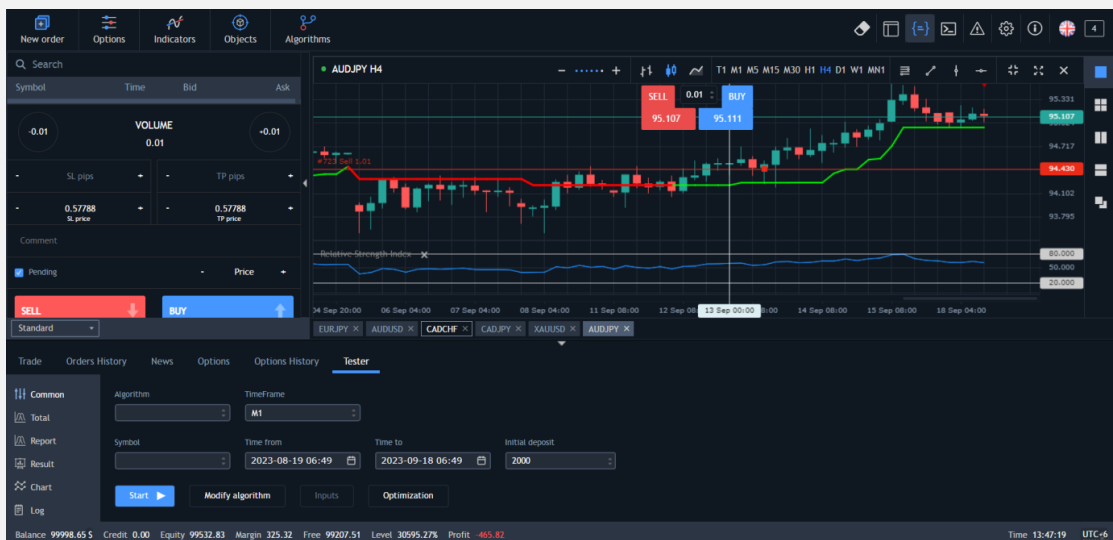 New order Options Indicators Objects Algorithms 4
Search
Symbol Time Bid Ask
-0.01 VOLUME +0.01
0.01
- SL pips + - TP pips +
- 0.57788 + - 0.57788 +
SL price TP price
Comment
Pending - Price +
SELL BUY
Standard
AUDJPY H4
T1 M1 M5 M15 M30 H1 H4 D1 W1 MN1
SELL 0.01 BUY
95.107 95.111
#723 Sell 1.01
95.331
95.107
94.717
94.430
94.102
93.795
Relative Strength Index
80.000
50.000
20.000
04 Sep 20:00 06 Sep 04:00 07 Sep 04:00 08 Sep 04:00 11 Sep 08:00 12 Sep 08: 13 Sep 00:00 8:00 14 Sep 08:00 15 Sep 08:00 18 Sep 04:00
EURJPY AUDUSD CADCHF CADJPY XAUUSD AUDJPY
Trade Orders History News Options Options History Tester
Common
Total
Report
Result
Chart
Log
Algorithm TimeFrame
M1
Symbol Time from Time to Initial deposit
2023-08-19 06:49 2023-09-18 06:49 2000
Start Modify algorithm Inputs Optimization
Balance 99998.65 $ Credit 0.00 Equity 99532.83 Margin 325.32 Free 99207.51 Level 30595.27% Profit -465.82 Time 13:47:19 UTC-6